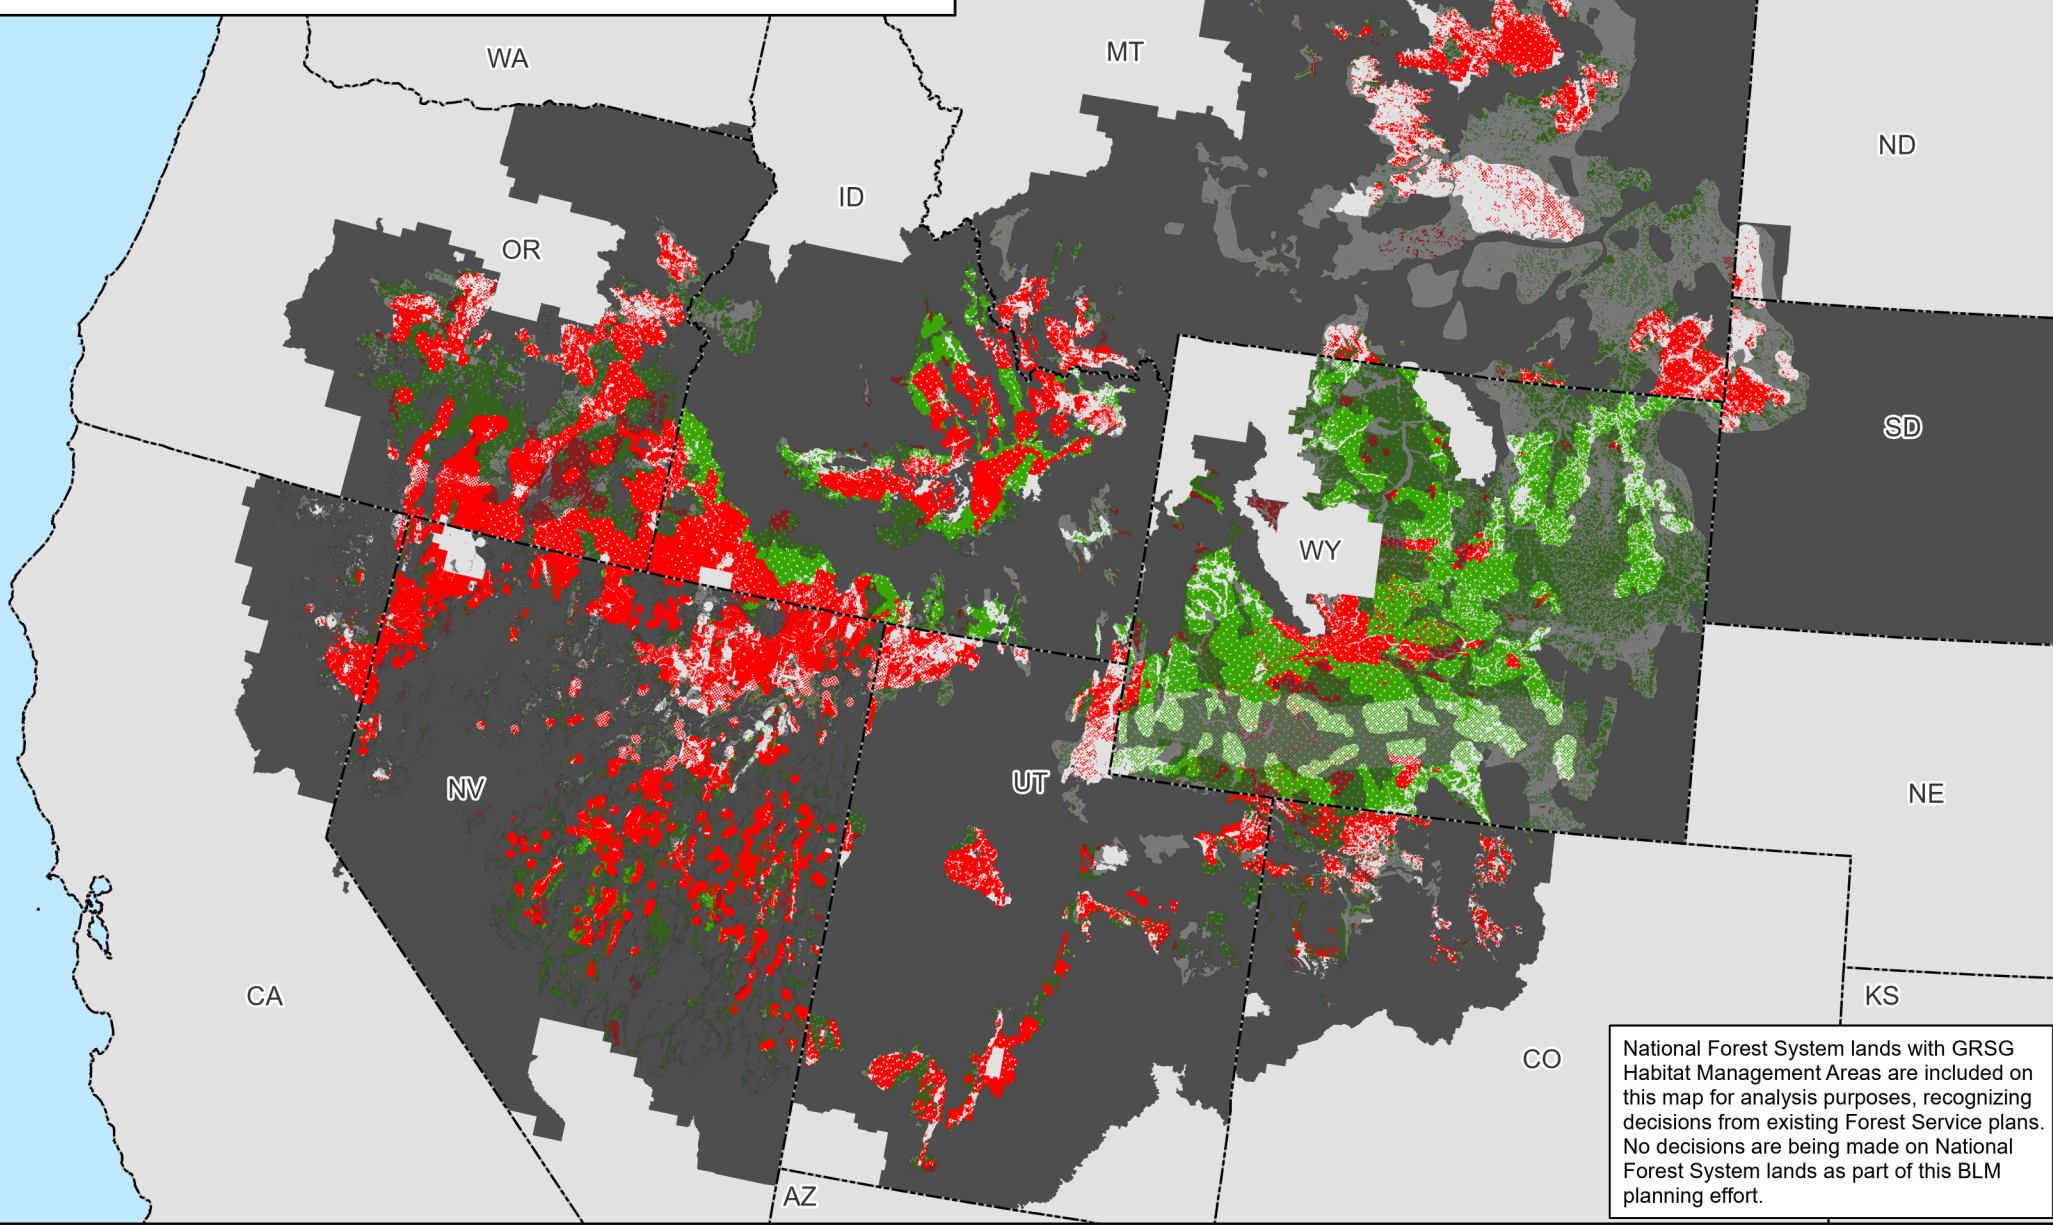 WA
MT
ND
ID
OR
SD
WY
UT
NV
NE
CA
KS
CO
AZ
National Forest System lands with GRSG
Habitat Management Areas are included on
this map for analysis purposes, recognizing
decisions from existing Forest Service plans.
No decisions are being made on National
Forest System lands as part of this BLM
planning effort.